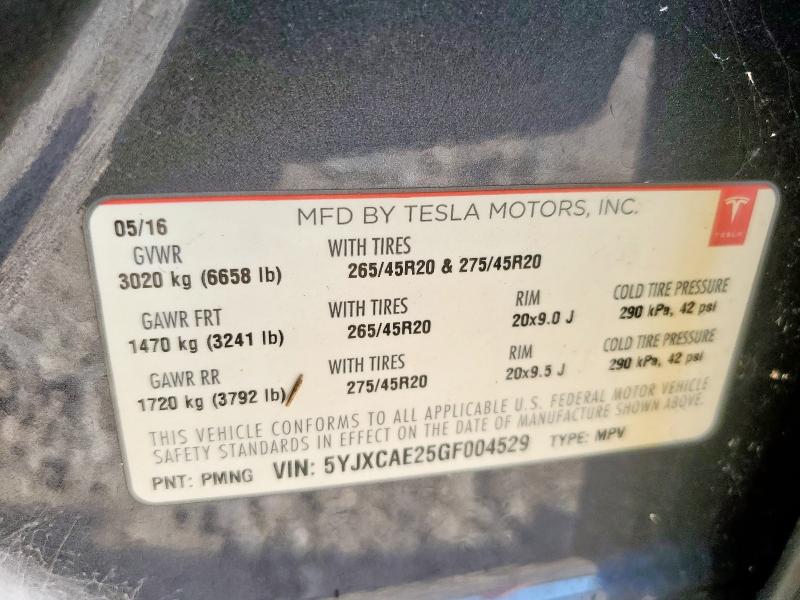 05/16
MFD BY TESLA MOTORS, INC.
TESLA
GVWR
3020 kg (6658 lb)
WITH TIRES
265/45R20 & 275/45R20
GAWR FRT
1470 kg (3241 lb)
WITH TIRES
265/45R20
RIM
20x9.0 J
COLD TIRE PRESSURE
290 kPa, 42 psi
GAWR RR
1720 kg (3792 lb)
WITH TIRES
275/45R20
RIM
20x9.5 J
COLD TIRE PRESSURE
290 kPa, 42 psi
THIS VEHICLE CONFORMS TO ALL APPLICABLE U.S. FEDERAL MOTOR VEHICLE
SAFETY STANDARDS IN EFFECT ON THE DATE OF MANUFACTURE SHOWN ABOVE.
PNT: PMNG VIN: 5YJXCAE25GF004529 TYPE: MPV